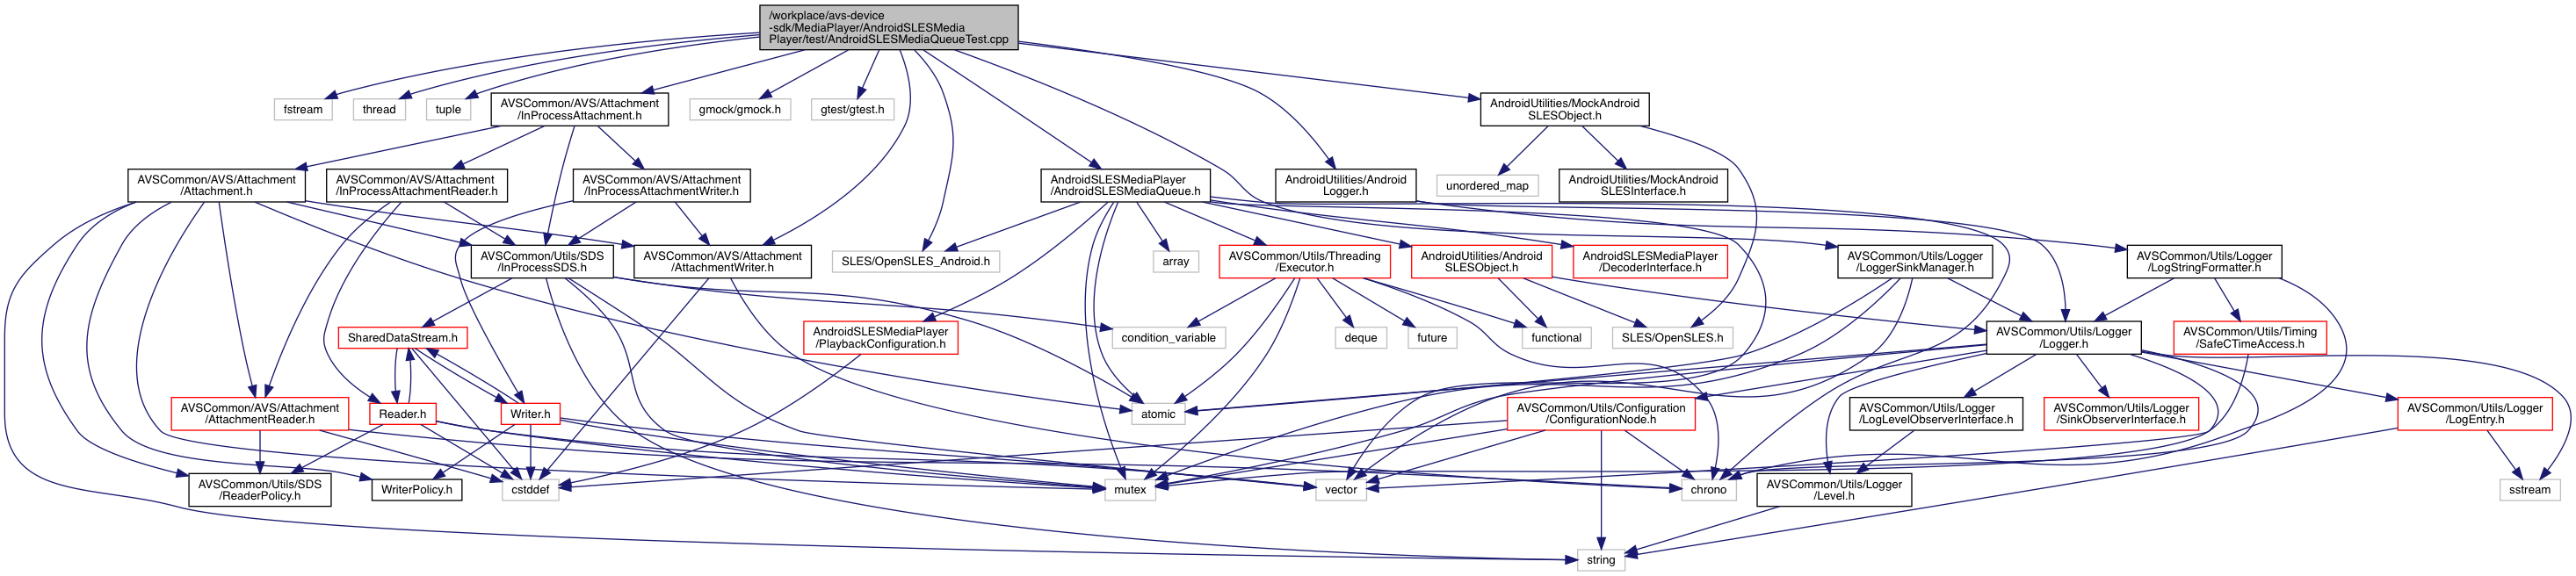 /workplace/avs-device
-sdk/MediaPlayer/AndroidSLESMedia
Player/test/AndroidSLESMediaQueueTest.cpp
fstream
thread
tuple
AVSCommon/AVS/Attachment
/InProcessAttachment.h
gmock/gmock.h
gtest/gtest.h
AndroidUtilities/MockAndroid
SLESObject.h
AVSCommon/AVS/Attachment
/Attachment.h
AVSCommon/AVS/Attachment
/InProcessAttachmentReader.h
AVSCommon/AVS/Attachment
/InProcessAttachmentWriter.h
AndroidSLESMediaPlayer
/AndroidSLESMediaQueue.h
AndroidUtilities/Android
Logger.h
unordered_map
AndroidUtilities/MockAndroid
SLESInterface.h
AVSCommon/Utils/SDS
/InProcessSDS.h
AVSCommon/AVS/Attachment
/AttachmentWriter.h
SLES/OpenSLES_Android.h
array
AVSCommon/Utils/Threading
/Executor.h
AndroidUtilities/Android
SLESObject.h
AndroidSLESMediaPlayer
/DecoderInterface.h
AVSCommon/Utils/Logger
/LoggerSinkManager.h
AVSCommon/Utils/Logger
/LogStringFormatter.h
SharedDataStream.h
AndroidSLESMediaPlayer
/PlaybackConfiguration.h
condition_variable
deque
future
functional
SLES/OpenSLES.h
AVSCommon/Utils/Logger
/Logger.h
AVSCommon/Utils/Timing
/SafeCTimeAccess.h
AVSCommon/AVS/Attachment
/AttachmentReader.h
Reader.h
Writer.h
atomic
AVSCommon/Utils/Configuration
/ConfigurationNode.h
AVSCommon/Utils/Logger
/LogLevelObserverInterface.h
AVSCommon/Utils/Logger
/SinkObserverInterface.h
AVSCommon/Utils/Logger
/LogEntry.h
AVSCommon/Utils/SDS
/ReaderPolicy.h
WriterPolicy.h
cstddef
mutex
vector
chrono
AVSCommon/Utils/Logger
/Level.h
sstream
string